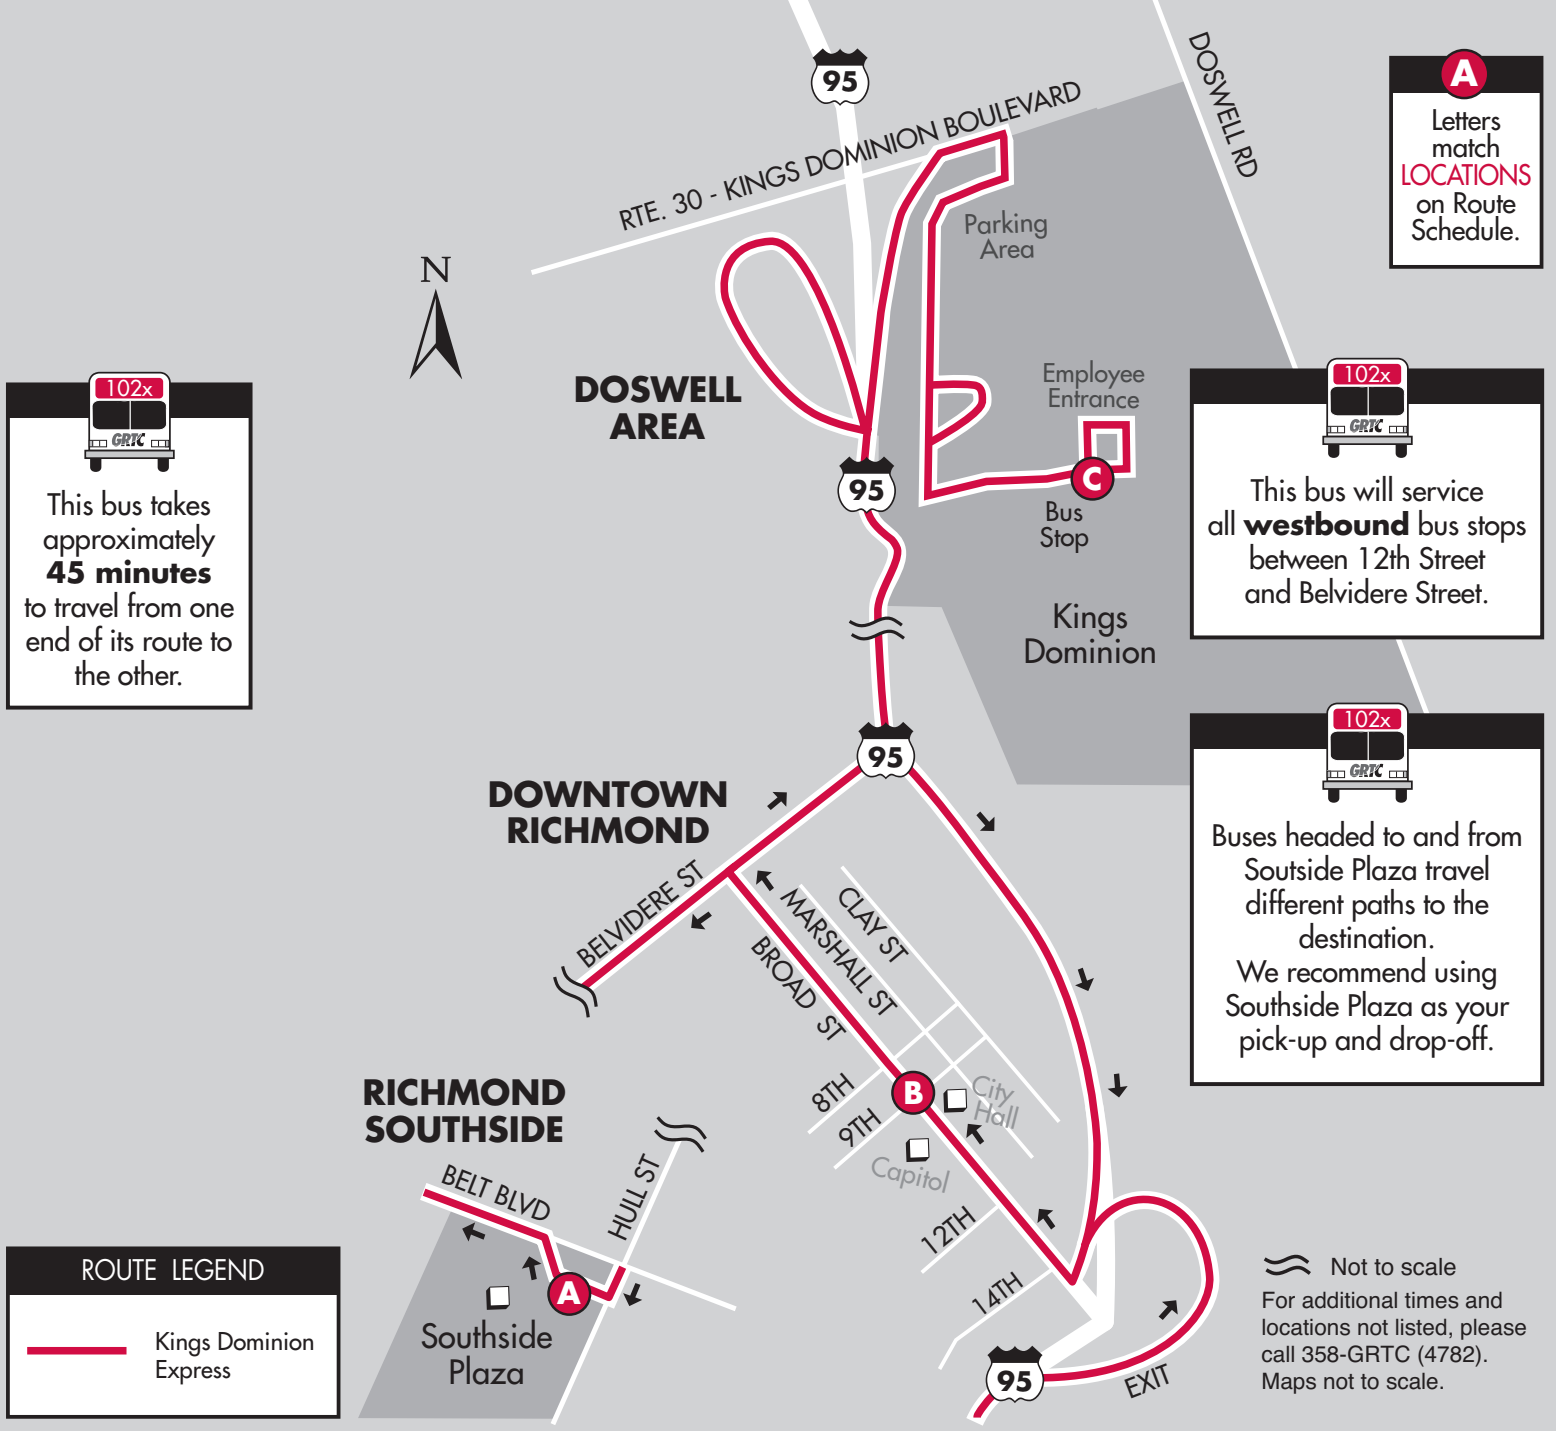 95
RTE. 30 - KINGS DOMINION BOULEVARD
DOSWELL RD
A
Letters
match
LOCATIONS
on Route
Schedule.
Parking
Area
N
DOSWELL
AREA
Employee
Entrance
C
Bus
Stop
95
Kings
Dominion
102x
GRTC
This bus takes
approximately
45 minutes
to travel from one
end of its route to
the other.
102x
GRTC
This bus will service
all westbound bus stops
between 12th Street
and Belvidere Street.
95
DOWNTOWN
RICHMOND
102x
GRTC
Buses headed to and from
Soutside Plaza travel
different paths to the
destination.
We recommend using
Southside Plaza as your
pick-up and drop-off.
BELVIDERE ST
BROAD ST
MARSHALL ST
CLAY ST
8TH
9TH
B
City
Hall
Capitol
12TH
14TH
RICHMOND
SOUTHSIDE
BELT BLVD
HULL ST
A
Southside
Plaza
95
EXIT
ROUTE LEGEND
Kings Dominion
Express
Not to scale
For additional times and
locations not listed, please
call 358-GRTC (4782).
Maps not to scale.